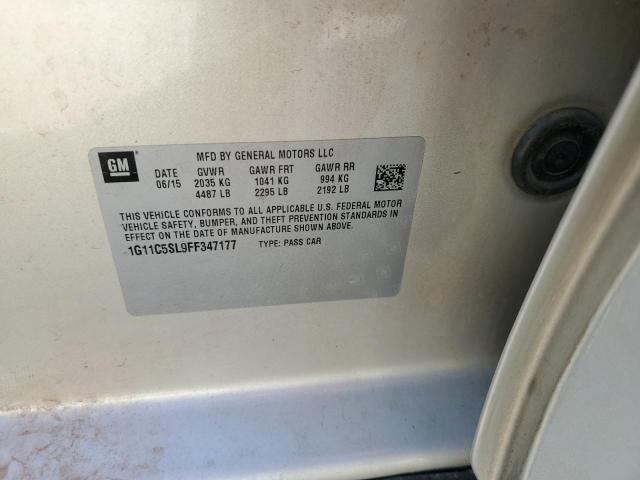 GM
MFD BY GENERAL MOTORS LLC
DATE GVWR GAWR FRT GAWR RR
06/15 2035 KG 1041 KG 994 KG
4487 LB 2295 LB 2192 LB
THIS VEHICLE CONFORMS TO ALL APPLICABLE U.S. FEDERAL MOTOR
VEHICLE SAFETY, BUMPER, AND THEFT PREVENTION STANDARDS IN
EFFECT ON THE DATE OF MANUFACTURE SHOWN ABOVE.
1G11C5SL9FF347177 TYPE: PASS CAR